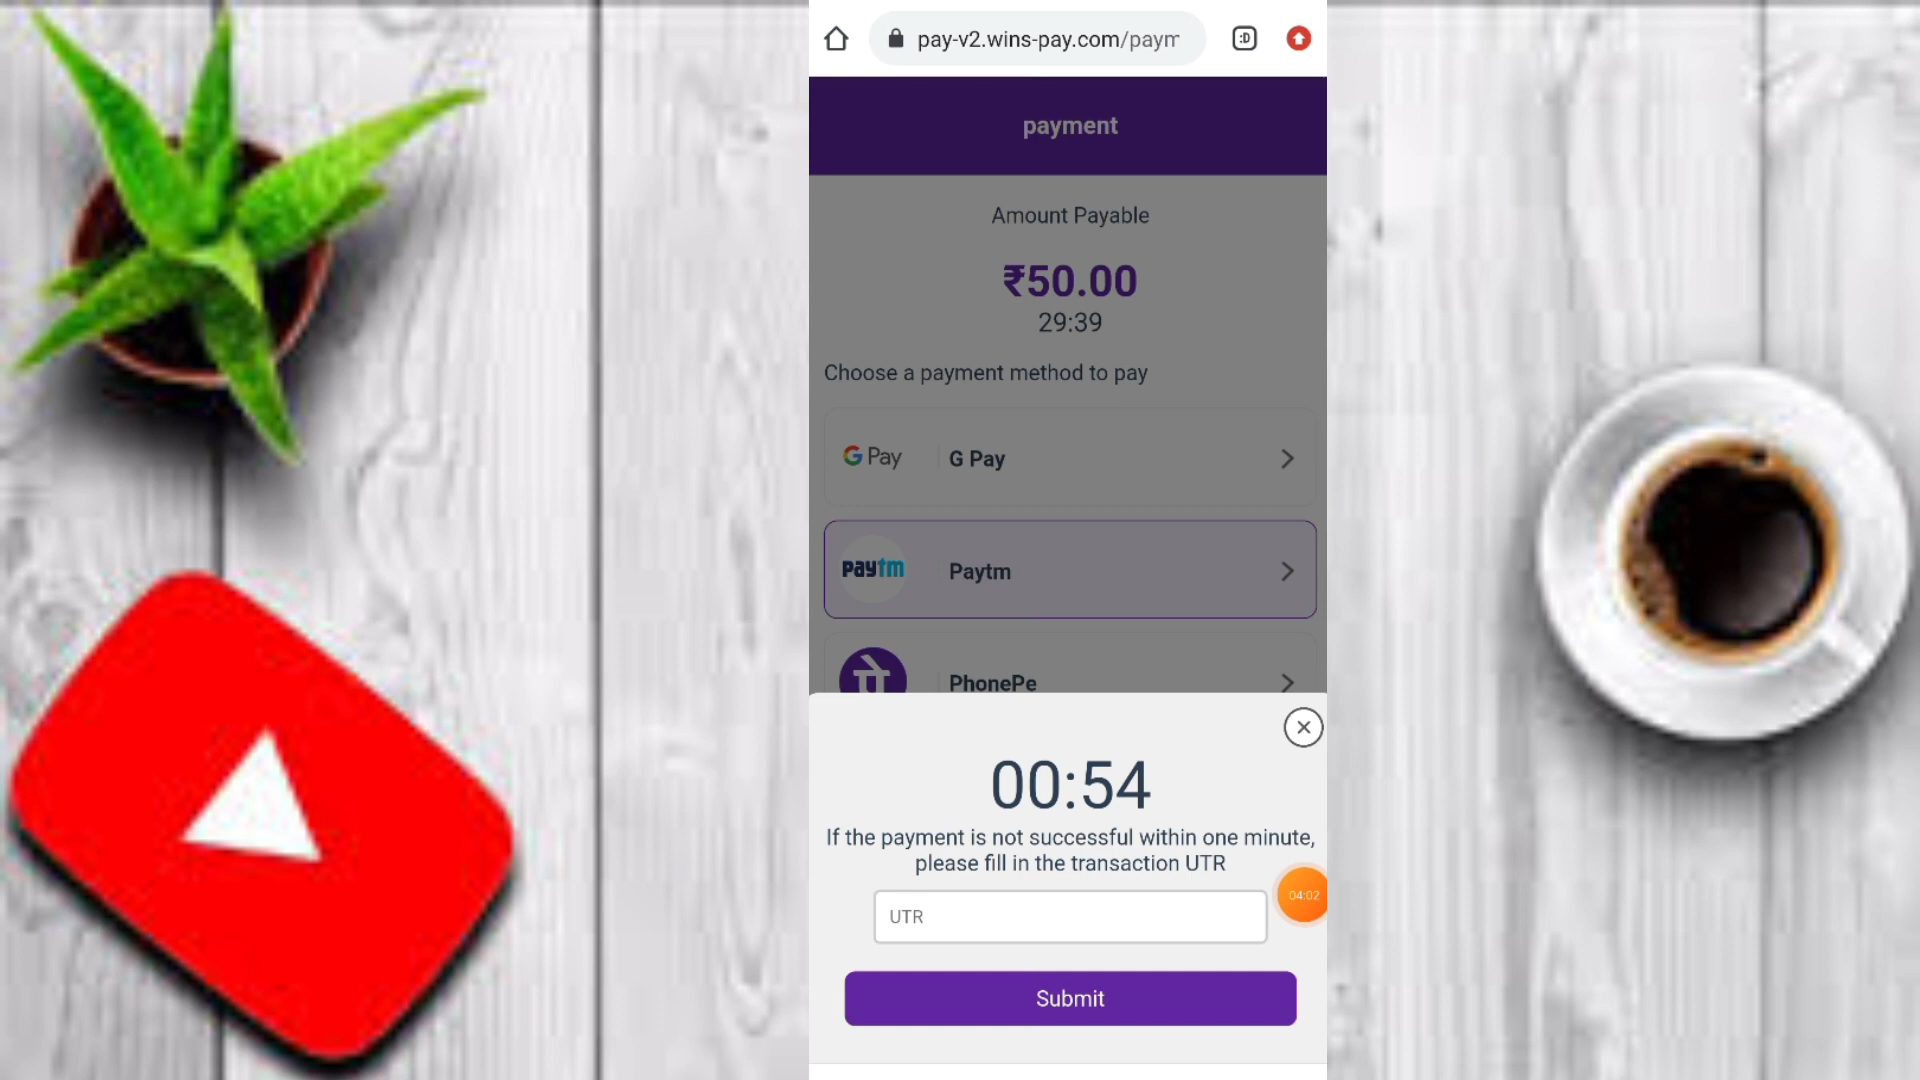 pay-v2.wins-pay.com/paym
:D
payment
Amount Payable
₹50.00
29:39
Choose a payment method to pay
G Pay
G Pay
paytm
Paytm
PhonePe
00:54
If the payment is not successful within one minute,
please fill in the transaction UTR
UTR
04:02
Submit